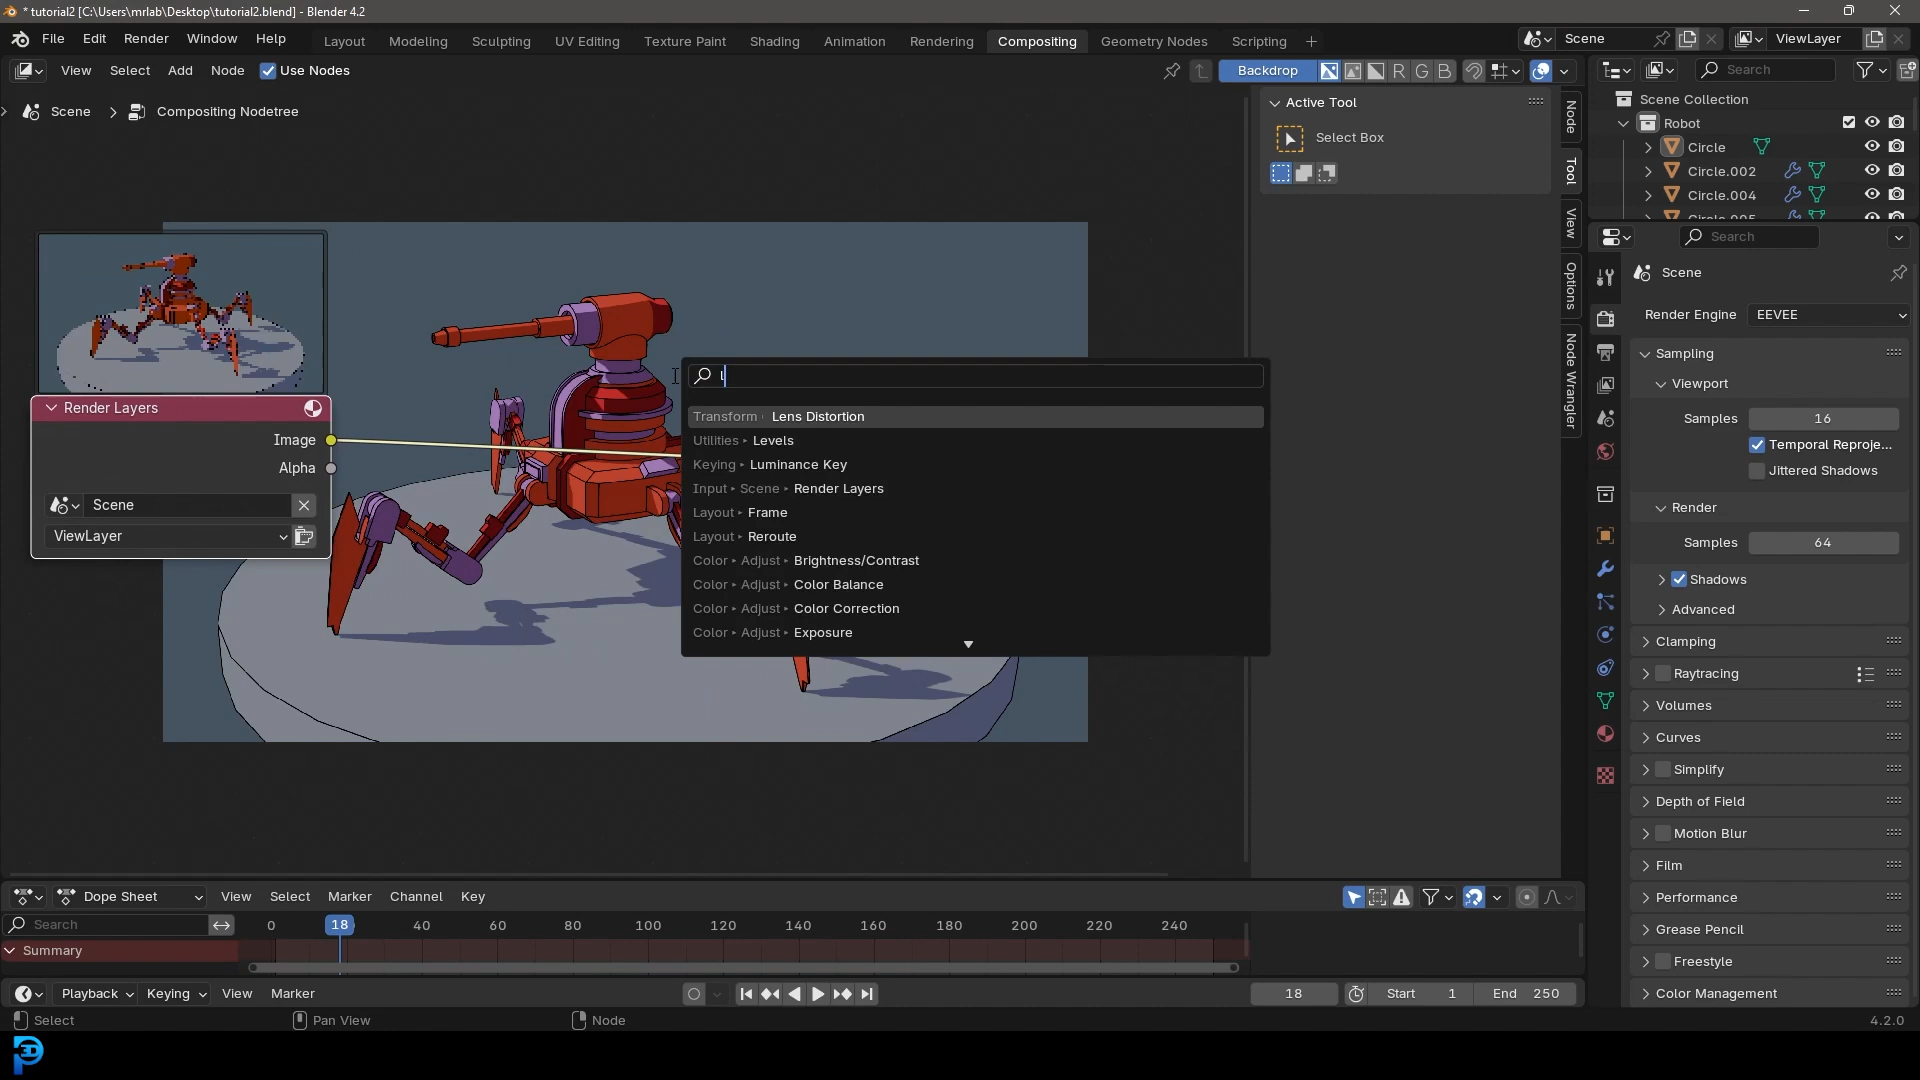 * tutorial2 [C:\Users\mrlab\Desktop\tutorial2.blend] - Blender 4.2
File Edit Render Window Help
Layout Modeling Sculpting UV Editing Texture Paint Shading Animation Rendering Compositing Geometry Nodes Scripting +
Scene
ViewLayer
View Select Add Node Use Nodes
Backdrop R G B
Scene > Compositing Nodetree
Active Tool
Select Box
Node
Tool
View
Options
Node Wrangler
Search
Scene Collection
Robot
Circle
Circle.002
Circle.004
Circle.005
Search
Scene
Render Engine EEVEE
Sampling
Viewport
Samples 16
Temporal Reproje...
Jittered Shadows
Render
Samples 64
Shadows
Advanced
Clamping
Raytracing
Volumes
Curves
Simplify
Depth of Field
Motion Blur
Film
Performance
Grease Pencil
Freestyle
Color Management
Render Layers
Image
Alpha
Scene
ViewLayer
l
Transform ▸ Lens Distortion
Utilities ▸ Levels
Keying ▸ Luminance Key
Input ▸ Scene ▸ Render Layers
Layout ▸ Frame
Layout ▸ Reroute
Color ▸ Adjust ▸ Brightness/Contrast
Color ▸ Adjust ▸ Color Balance
Color ▸ Adjust ▸ Color Correction
Color ▸ Adjust ▸ Exposure
Dope Sheet View Select Marker Channel Key
Search
0 18 40 60 80 100 120 140 160 180 200 220 240
Summary
Playback Keying View Marker
18 Start 1 End 250
Select Pan View Node 4.2.0